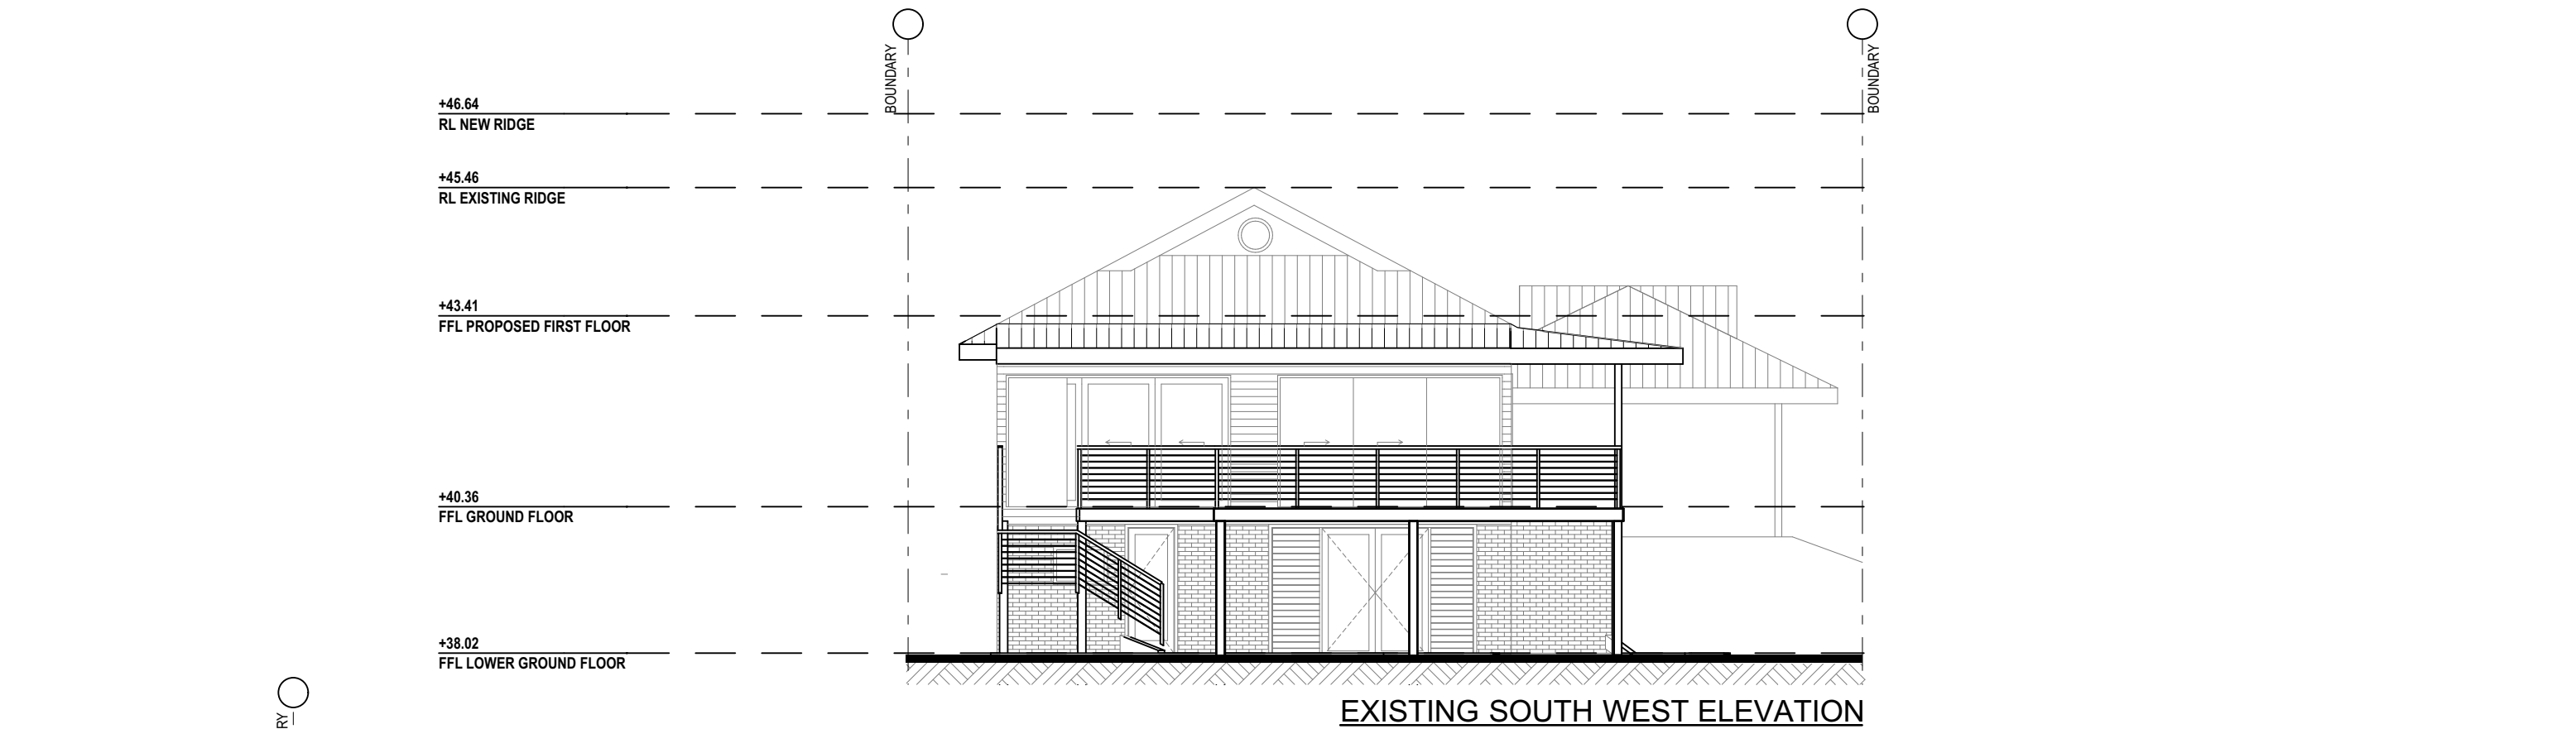 BOUNDARY
BOUNDARY
+46.64
RL NEW RIDGE
+45.46
RL EXISTING RIDGE
+43.41
FFL PROPOSED FIRST FLOOR
+40.36
FFL GROUND FLOOR
+38.02
FFL LOWER GROUND FLOOR
RY
EXISTING SOUTH WEST ELEVATION